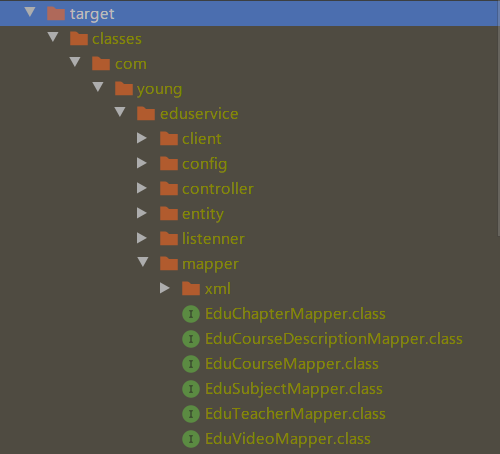 target
classes
com
young
eduservice
client
config
controller
entity
listenner
mapper
xml
I EduChapterMapper.class
I EduCourseDescriptionMapper.class
I EduCourseMapper.class
I EduSubjectMapper.class
I EduTeacherMapper.class
I EduVideoMapper.class